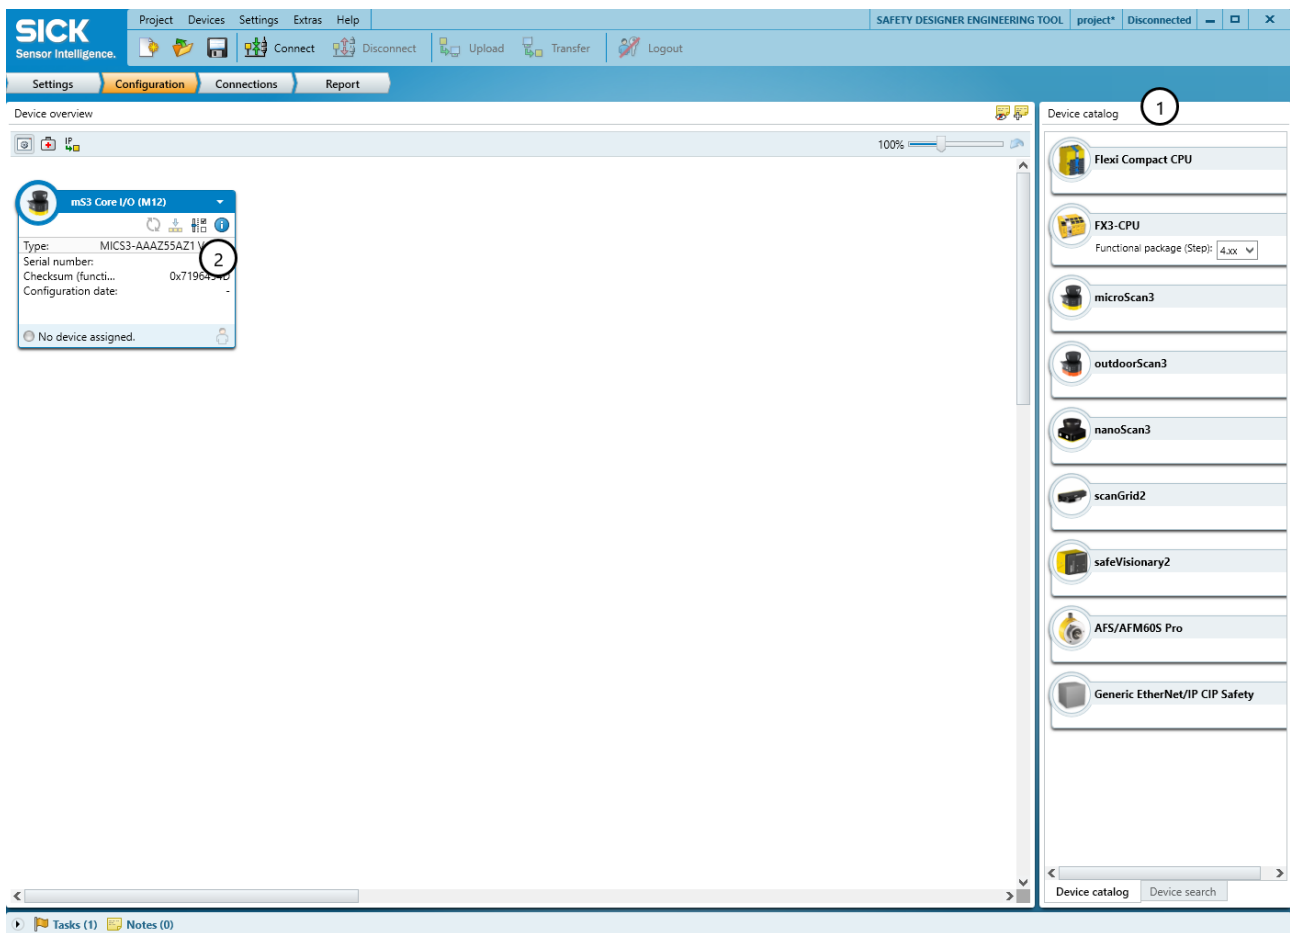 SICK
Sensor Intelligence.
Project Devices Settings Extras Help
SAFETY DESIGNER ENGINEERING TOOL project* Disconnected
Connect Disconnect Upload Transfer Logout
Settings Configuration Connections Report
Device overview
Device catalog
1
IP
100%
mS3 Core I/O (M12)
Type: MICS3-AAAZ55AZ1
2
Serial number:
Checksum (functi...
Configuration date: -
No device assigned.
Flexi Compact CPU
FX3-CPU
Functional package (Step): 4.xx
microScan3
outdoorScan3
nanoScan3
scanGrid2
safeVisionary2
AFS/AFM60S Pro
Generic EtherNet/IP CIP Safety
Device catalog Device search
Tasks (1) Notes (0)